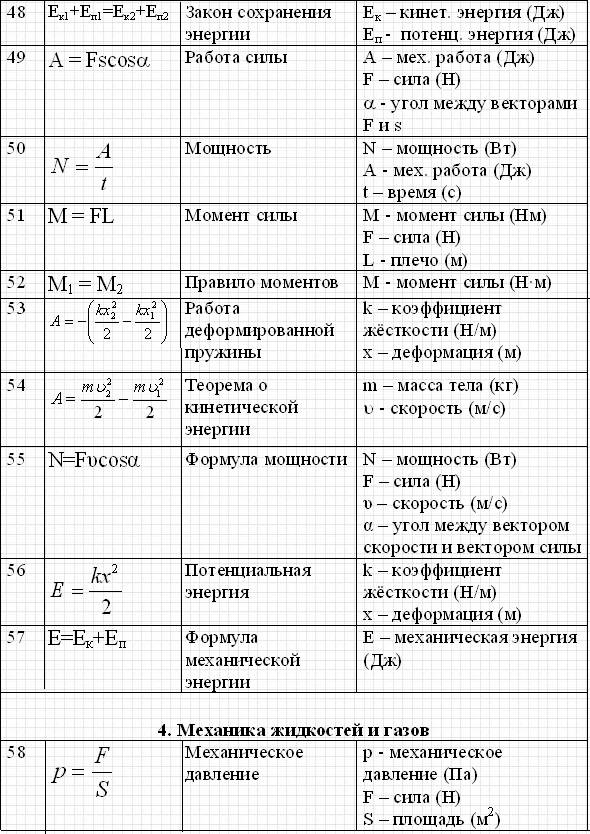 48 Eк1+Eп1=Eк2+Eп2 Закон сохранения Eк – кинет. энергия (Дж)
энергии Eп - потенц. энергия (Дж)
49 A = Fscosα Работа силы A – мех. работа (Дж)
F – сила (Н)
α - угол между векторами
F и s
50 N = A/t Мощность N – мощность (Вт)
A - мех. работа (Дж)
t – время (с)
51 M = FL Момент силы M - момент силы (Нм)
F – сила (Н)
L - плечо (м)
52 M₁ = M₂ Правило моментов M - момент силы (Н·м)
53 A = -(kx₂²/2 - kx₁²/2) Работа k – коэффициент
деформированной жёсткости (Н/м)
пружины x – деформация (м)
54 A = mυ₂²/2 - mυ₁²/2 Теорема о m – масса тела (кг)
кинетической υ - скорость (м/с)
энергии
55 N=Fυcosα Формула мощности N – мощность (Вт)
F – сила (Н)
υ – скорость (м/с)
α – угол между вектором
скорости и вектором силы
56 E = kx²/2 Потенциальная k – коэффициент
энергия жёсткости (Н/м)
x – деформация (м)
57 E=Eк+Eп Формула E – механическая энергия
механической (Дж)
энергии
4. Механика жидкостей и газов
58 p = F/S Механическое p - механическое
давление давление (Па)
F – сила (Н)
S – площадь (м²)